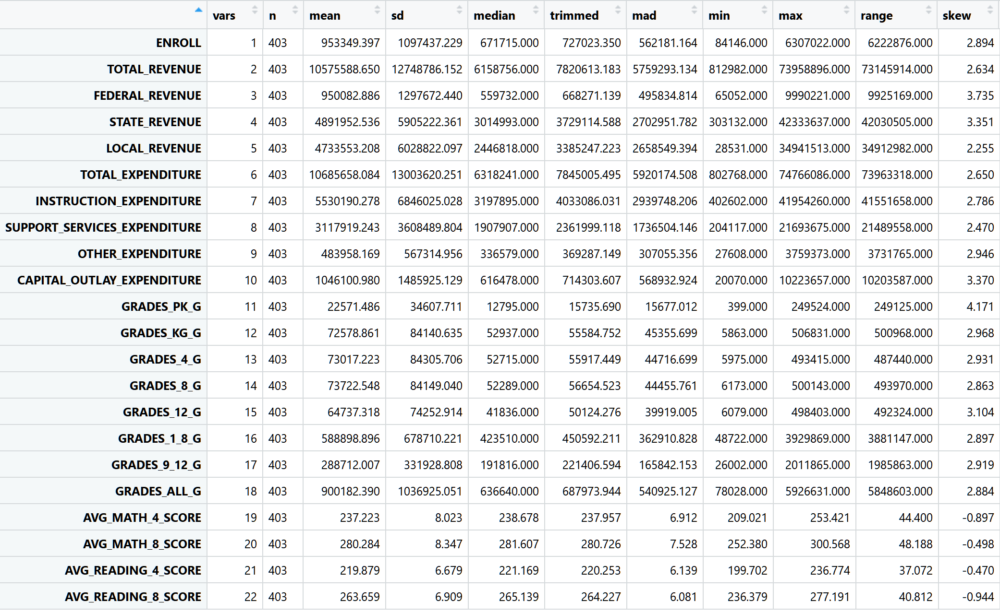 vars n mean sd median trimmed mad min max range skew
ENROLL 1 403 953349.397 1097437.229 671715.000 727023.350 562181.164 84146.000 6307022.000 6222876.000 2.894
TOTAL_REVENUE 2 403 10575588.650 12748786.152 6158756.000 7820613.183 5759293.134 812982.000 73958896.000 73145914.000 2.634
FEDERAL_REVENUE 3 403 950082.886 1297672.440 559732.000 668271.139 495834.814 65052.000 9990221.000 9925169.000 3.735
STATE_REVENUE 4 403 4891952.536 5905222.361 3014993.000 3729114.588 2702951.782 303132.000 42333637.000 42030505.000 3.351
LOCAL_REVENUE 5 403 4733553.208 6028822.097 2446818.000 3385247.223 2658549.394 28531.000 34941513.000 34912982.000 2.255
TOTAL_EXPENDITURE 6 403 10685658.084 13003620.251 6318241.000 7845005.495 5920174.508 802768.000 74766086.000 73963318.000 2.650
INSTRUCTION_EXPENDITURE 7 403 5530190.278 6846025.028 3197895.000 4033086.031 2939748.206 402602.000 41954260.000 41551658.000 2.786
SUPPORT_SERVICES_EXPENDITURE 8 403 3117919.243 3608489.804 1907907.000 2361999.118 1736504.146 204117.000 21693675.000 21489558.000 2.470
OTHER_EXPENDITURE 9 403 483958.169 567314.956 336579.000 369287.149 307055.356 27608.000 3759373.000 3731765.000 2.946
CAPITAL_OUTLAY_EXPENDITURE 10 403 1046100.980 1485925.129 616478.000 714303.607 568932.924 20070.000 10223657.000 10203587.000 3.370
GRADES_PK_G 11 403 22571.486 34607.711 12795.000 15735.690 15677.012 399.000 249524.000 249125.000 4.171
GRADES_KG_G 12 403 72578.861 84140.635 52937.000 55584.752 45355.699 5863.000 506831.000 500968.000 2.968
GRADES_4_G 13 403 73017.223 84305.706 52715.000 55917.449 44716.699 5975.000 493415.000 487440.000 2.931
GRADES_8_G 14 403 73722.548 84149.040 52289.000 56654.523 44455.761 6173.000 500143.000 493970.000 2.863
GRADES_12_G 15 403 64737.318 74252.914 41836.000 50124.276 39919.005 6079.000 498403.000 492324.000 3.104
GRADES_1_8_G 16 403 588898.896 678710.221 423510.000 450592.211 362910.828 48722.000 3929869.000 3881147.000 2.897
GRADES_9_12_G 17 403 288712.007 331928.808 191816.000 221406.594 165842.153 26002.000 2011865.000 1985863.000 2.919
GRADES_ALL_G 18 403 900182.390 1036925.051 636640.000 687973.944 540925.127 78028.000 5926631.000 5848603.000 2.884
AVG_MATH_4_SCORE 19 403 237.223 8.023 238.678 237.957 6.912 209.021 253.421 44.400 -0.897
AVG_MATH_8_SCORE 20 403 280.284 8.347 281.607 280.726 7.528 252.380 300.568 48.188 -0.498
AVG_READING_4_SCORE 21 403 219.879 6.679 221.169 220.253 6.139 199.702 236.774 37.072 -0.470
AVG_READING_8_SCORE 22 403 263.659 6.909 265.139 264.227 6.081 236.379 277.191 40.812 -0.944